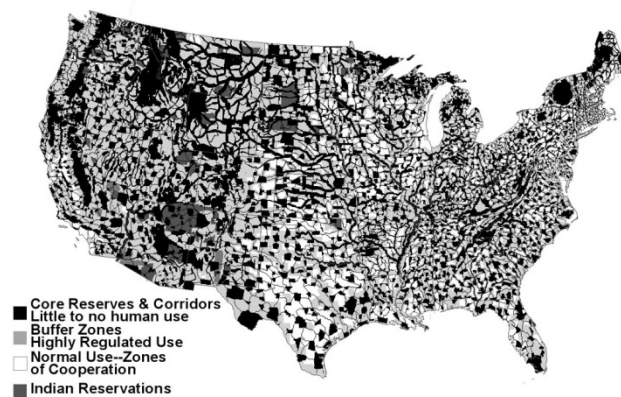 Core Reserves & Corridors
Little to no human use
Buffer Zones
Highly Regulated Use
Normal Use--Zones
of Cooperation
Indian Reservations